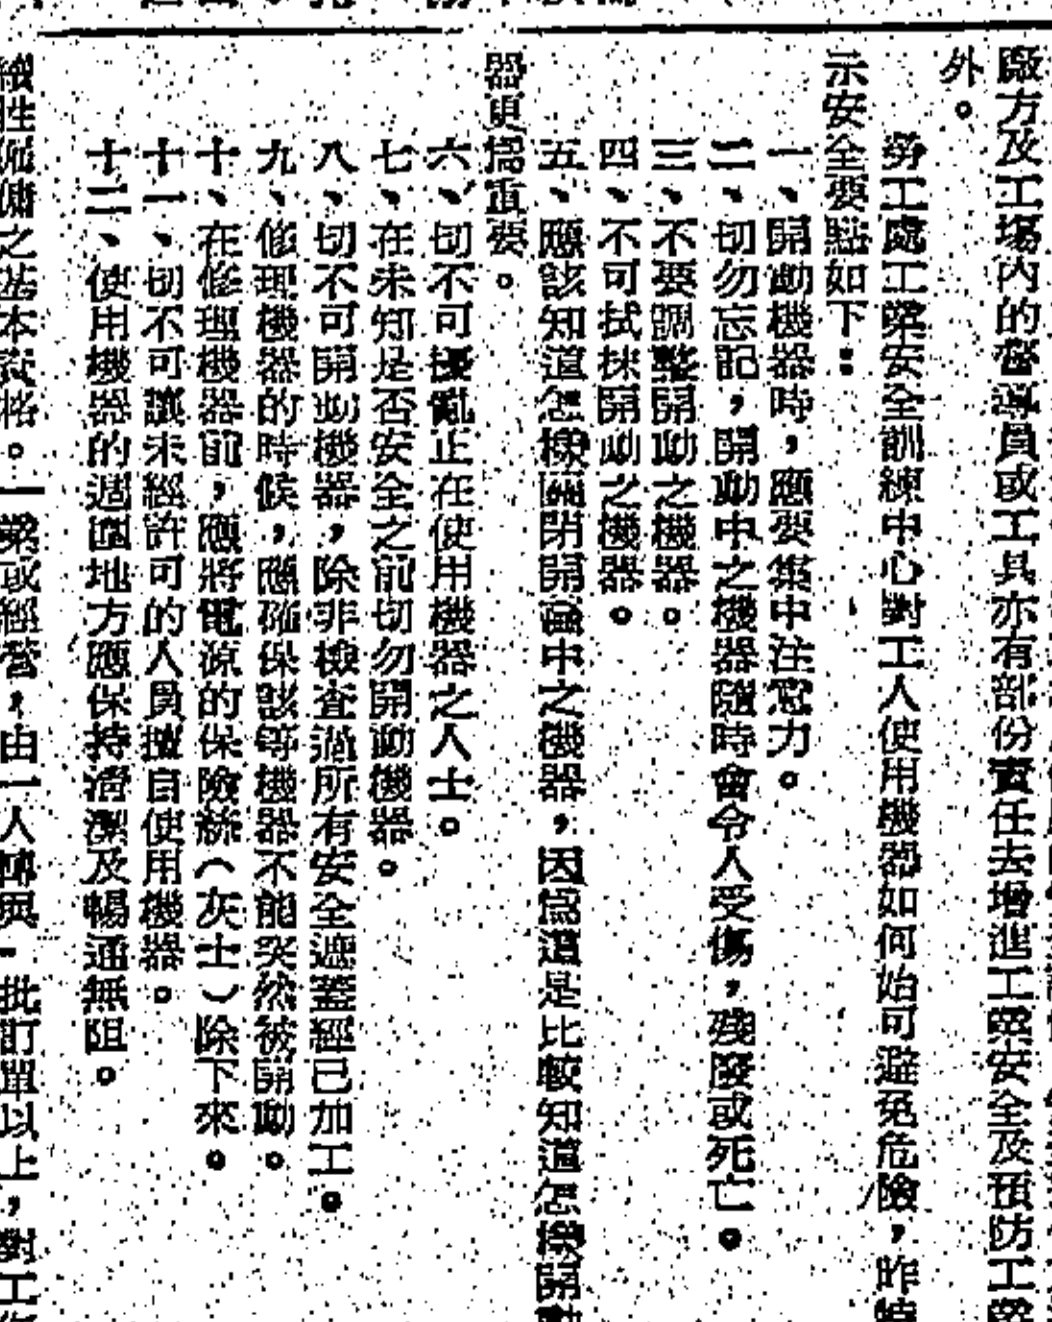 廠方及工場內的督導員或工具亦有部份責任去增進工業安全及預防工業
外。
勞工處工業安全訓練中心對工人使用機器如何始可避免危險，昨特
示安全要點如下：
一、開動機器時，應要集中注意力。
二、切勿忘記，開動中之機器隨時會令人受傷，殘廢或死亡。
三、不要調整開動之機器。
四、不可拭抹開動之機器。
五、應該知道怎樣關閉開動中之機器，因為這是比較知道怎樣開動
器更為重要。
六、切不可擾亂正在使用機器之人士。
七、在未知是否安全之前切勿開動機器。
八、切不可開動機器，除非檢查過所有安全遮蓋經已加工。
九、修理機器的時候，應確保該等機器不能突然被開動。
十、在修理機器前，應將電源的保險絲（灰士）除下來。
十一、切不可讓未經許可的人員擅自使用機器。
十二、使用機器的週圍地方應保持清潔及暢通無阻。
之基本資格。一業或經營，由一人轉與一批訂單以上，對工